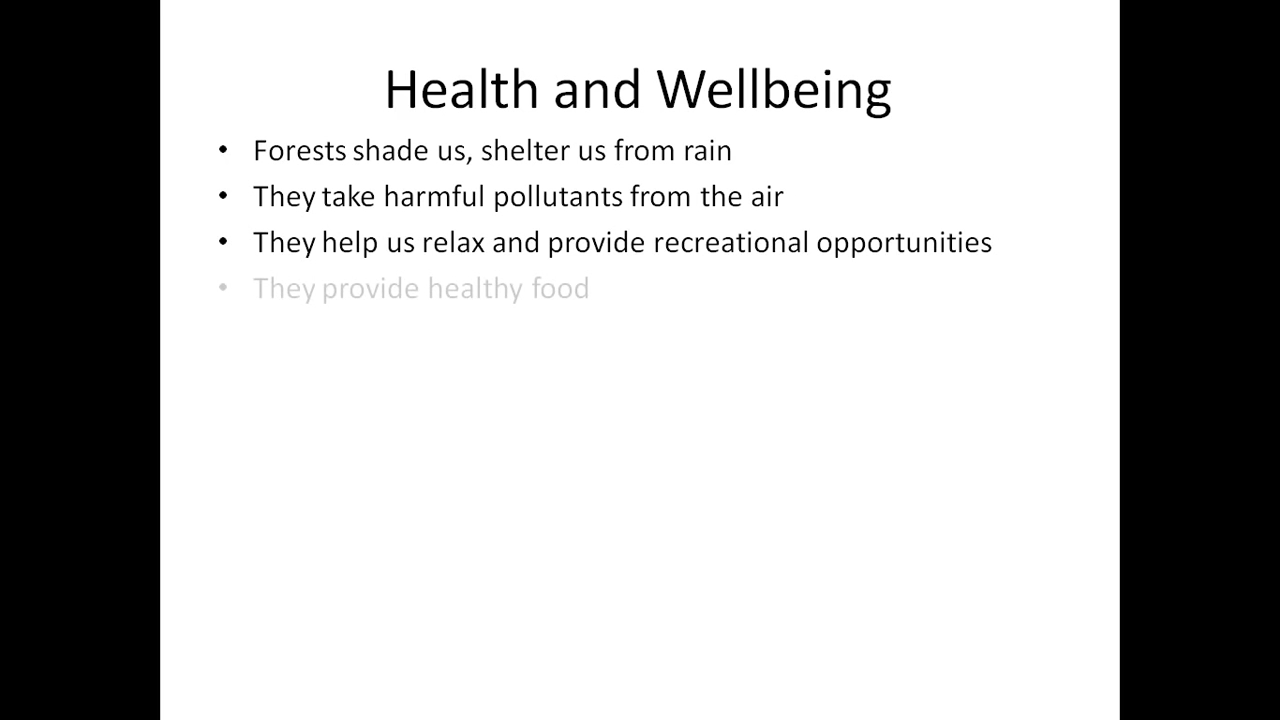 Health and Wellbeing
• Forests shade us, shelter us from rain
• They take harmful pollutants from the air
• They help us relax and provide recreational opportunities
• They provide healthy food